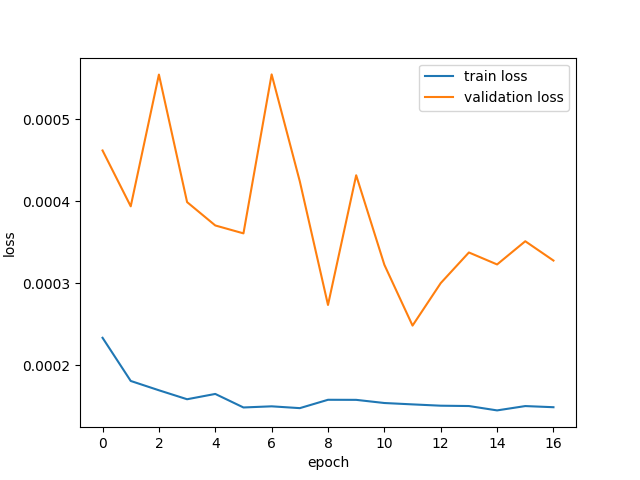 train loss
validation loss
0.0005
0.0004
0.0003
0.0002
loss
0 2 4 6 8 10 12 14 16
epoch